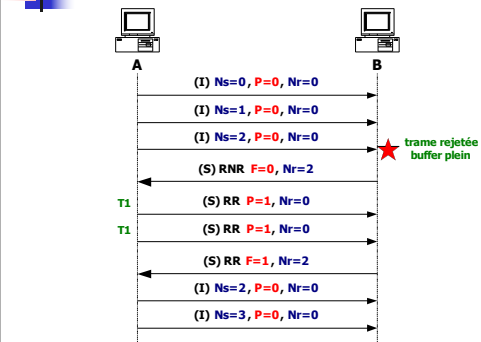 A B
(I) Ns=0, P=0, Nr=0
(I) Ns=1, P=0, Nr=0
(I) Ns=2, P=0, Nr=0
trame rejetée
buffer plein
(S) RNR F=0, Nr=2
T1 (S) RR P=1, Nr=0
T1 (S) RR P=1, Nr=0
(S) RR F=1, Nr=2
(I) Ns=2, P=0, Nr=0
(I) Ns=3, P=0, Nr=0